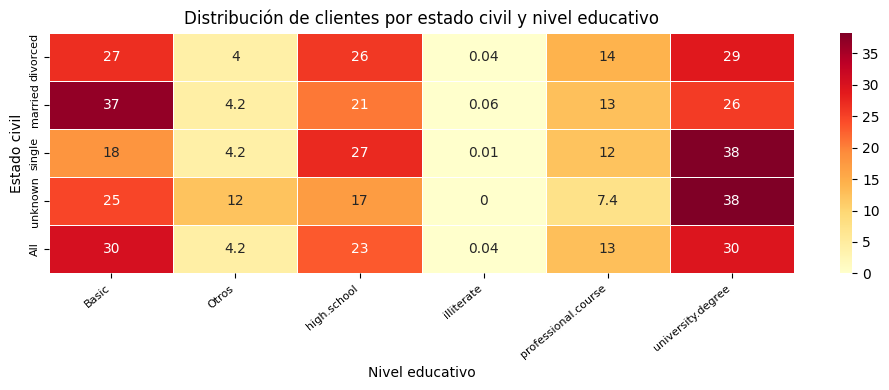 Distribución de clientes por estado civil y nivel educativo
Estado civil
divorced 27 4 26 0.04 14 29
married 37 4.2 21 0.06 13 26
single 18 4.2 27 0.01 12 38
unknown 25 12 17 0 7.4 38
All 30 4.2 23 0.04 13 30
Basic Otros high.school illiterate professional.course university.degree
Nivel educativo
35
30
25
20
15
10
5
0